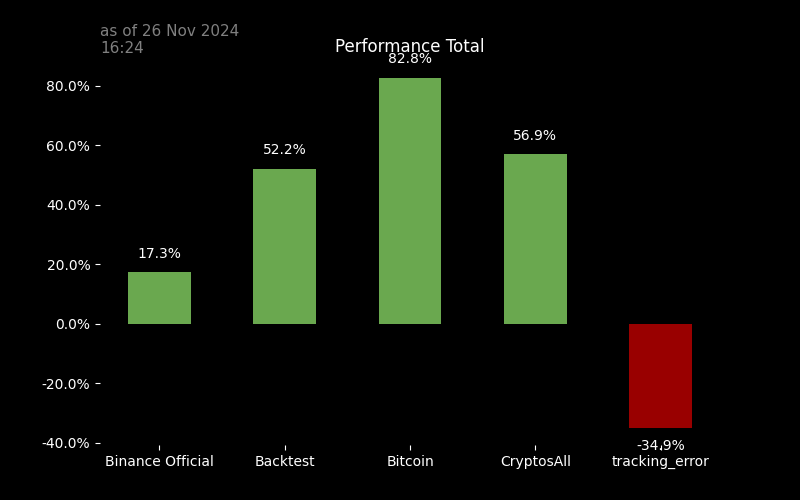 as of 26 Nov 2024
16:24
Performance Total
82.8%
80.0%
56.9%
60.0%
52.2%
40.0%
17.3%
20.0%
0.0%
-20.0%
-40.0%
-34.9%
Binance Official
Backtest
Bitcoin
CryptosAll
tracking_error